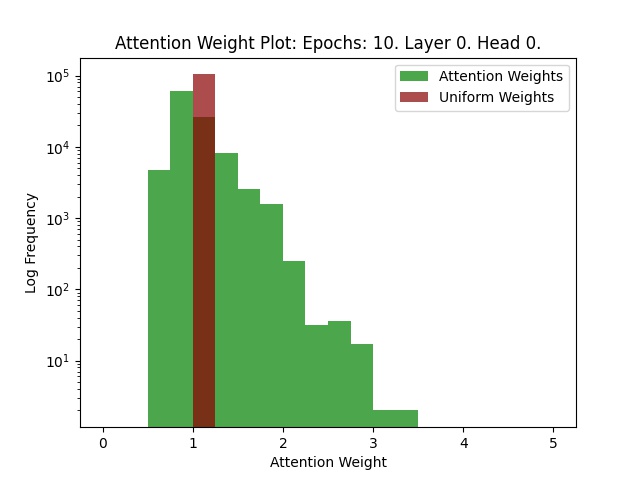 Attention Weight Plot: Epochs: 10. Layer 0. Head 0.
Attention Weights
Uniform Weights
10^5
10^4
10^3
10^2
10^1
Log Frequency
0 1 2 3 4 5
Attention Weight